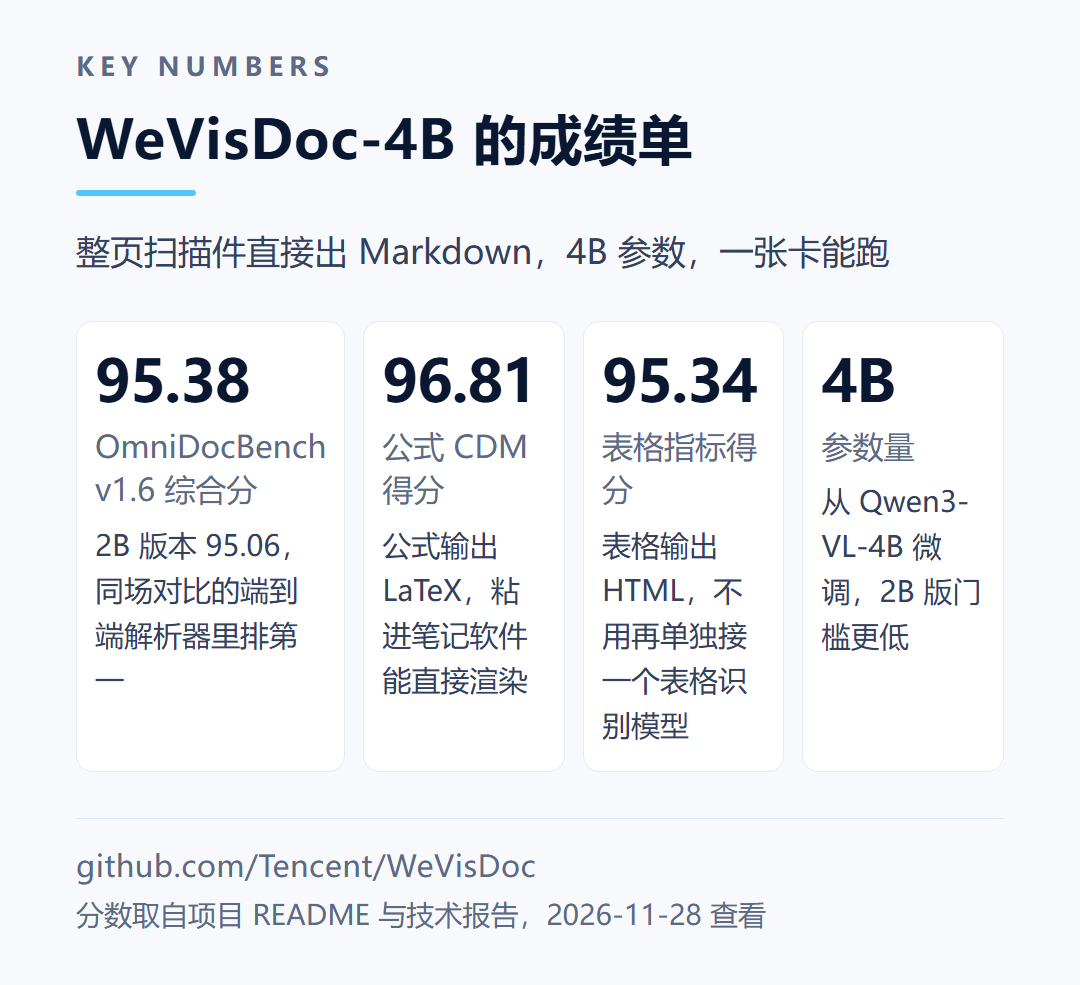 KEY NUMBERS
WeVisDoc-4B 的成绩单
整页扫描件直接出 Markdown，4B 参数，一张卡能跑
95.38
OmniDocBench
v1.6 综合分
2B 版本 95.06，
同场对比的端到
端解析器里排第
一
96.81
公式 CDM
得分
公式输出
LaTeX，粘
进笔记软件
能直接渲染
95.34
表格指标得
分
表格输出
HTML，不
用再单独接
一个表格识
别模型
4B
参数量
从 Qwen3-
VL-4B 微
调，2B 版门
槛更低
github.com/Tencent/WeVisDoc
分数取自项目 README 与技术报告，2026-11-28 查看